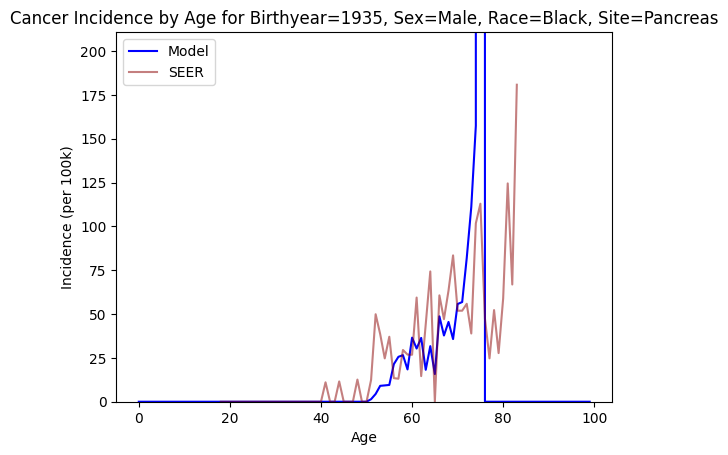 Cancer Incidence by Age for Birthyear=1935, Sex=Male, Race=Black, Site=Pancreas
Model
SEER
200
175
150
125
100
75
50
25
0
Incidence (per 100k)
0 20 40 60 80 100
Age